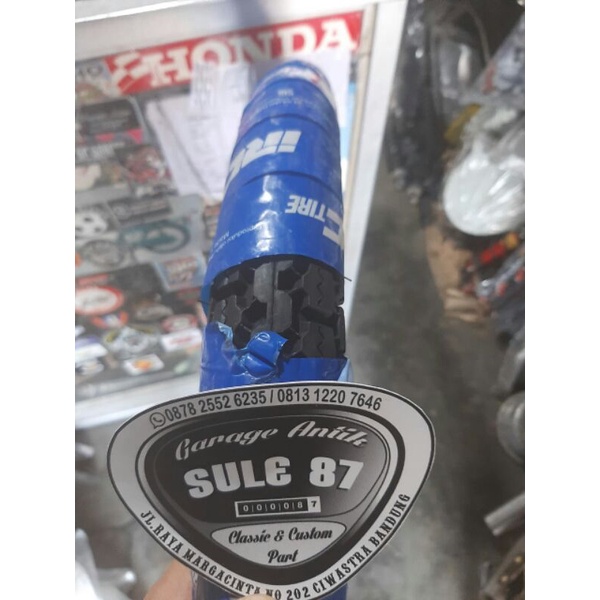 HONDA
iRC
TIRE
0878 2552 6235 / 0813 1220 7646
Garage Antik
SULE 87
000087
Classic & Custom
Part
JL.RAYA MARGACINTA NO 202 CIWASTRA BANDUNG